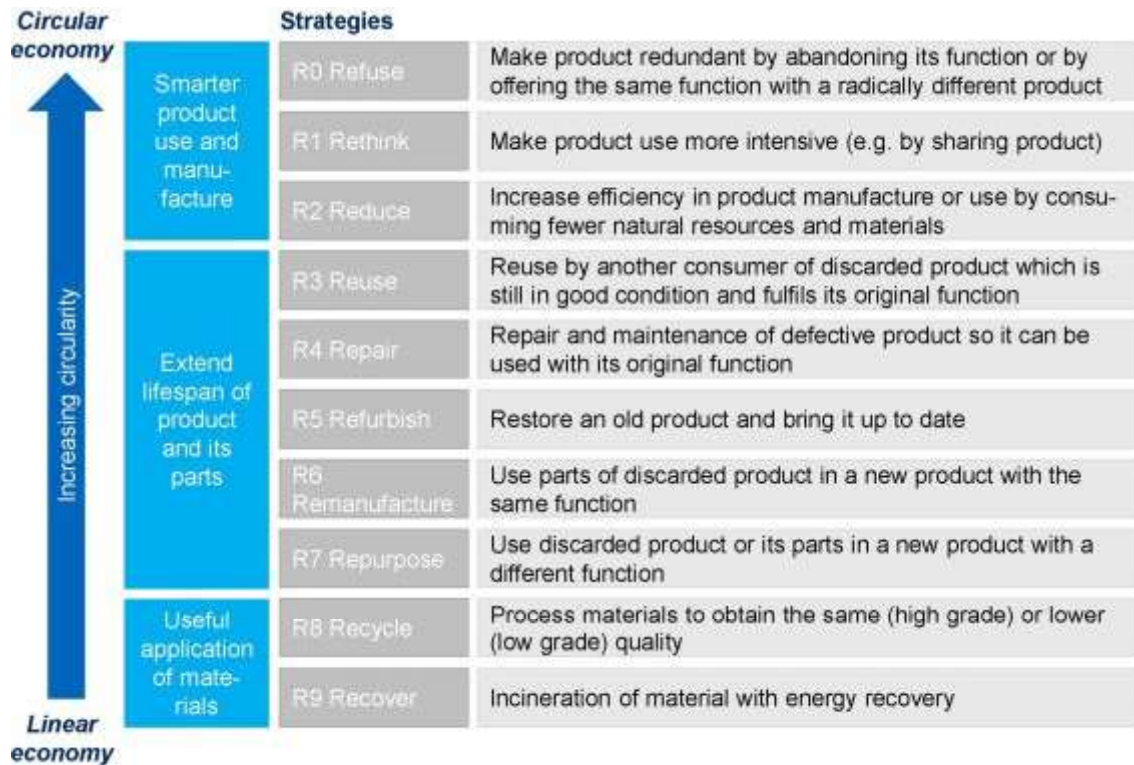 Circular
economy
Strategies
Smarter
product
use and
manu-
facture
R0 Refuse
Make product redundant by abandoning its function or by
offering the same function with a radically different product
R1 Rethink
Make product use more intensive (e.g. by sharing product)
R2 Reduce
Increase efficiency in product manufacture or use by consu-
ming fewer natural resources and materials
Increasing circularity
Extend
lifespan of
product
and its
parts
R3 Reuse
Reuse by another consumer of discarded product which is
still in good condition and fulfils its original function
R4 Repair
Repair and maintenance of defective product so it can be
used with its original function
R5 Refurbish
Restore an old product and bring it up to date
R6
Remanufacture
Use parts of discarded product in a new product with the
same function
R7 Repurpose
Use discarded product or its parts in a new product with a
different function
Useful
application
of mate-
rials
R8 Recycle
Process materials to obtain the same (high grade) or lower
(low grade) quality
R9 Recover
Incineration of material with energy recovery
Linear
economy